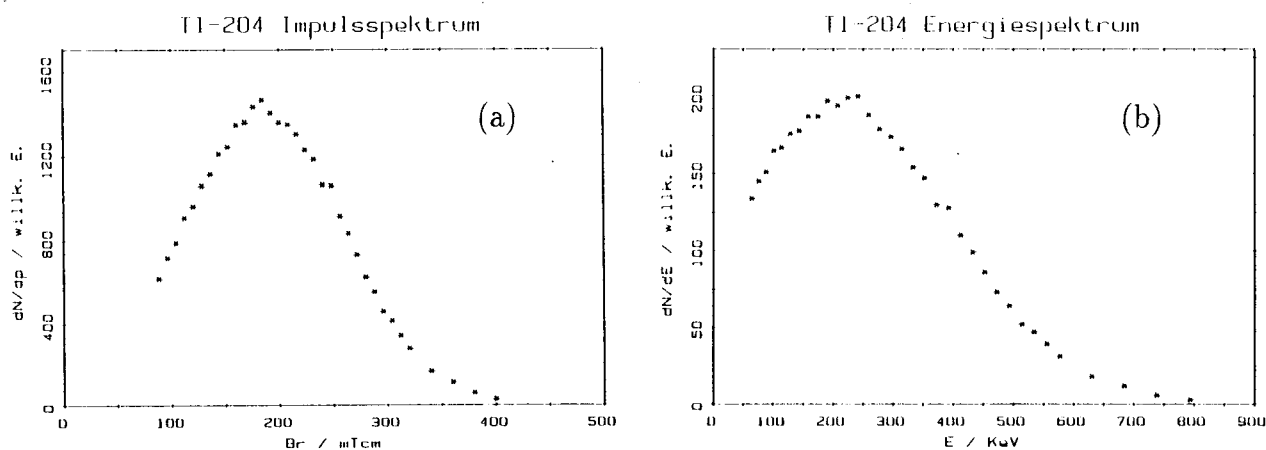 Tl-204 Impulsspektrum
(a)
dN/dp / willk. E.
1600
1200
800
400
0
0 100 200 300 400 500
Br / mTcm
Tl-204 Energiespektrum
(b)
dN/dE / willk. E.
200
150
100
50
0
0 100 200 300 400 500 600 700 800 900
E / KeV